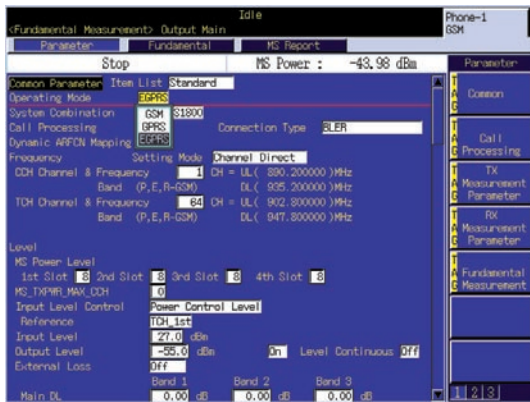 Idle
Phone-1
<Fundamental Measurement> Output Main
GSM
Parameter Fundamental MS Report
Stop MS Power : -43.98 dBm
Parameter
Common Parameter Item List Standard
Operating Mode EGPRS
System Combination S1800
GSM
GPRS
EGPRS
Call Processing Connection Type BLER
Dynamic ARFCN Mapping
Frequency Setting Mode Channel Direct
CCH Channel & Frequency 1 CH = UL( 890.200000)MHz
Band (P,E,R-GSM) DL( 935.200000)MHz
TCH Channel & Frequency 64 CH = UL( 902.800000)MHz
Band (P,E,R-GSM) DL( 947.800000)MHz
Level
MS Power Level
1st Slot 8 2nd Slot 8 3rd Slot 8 4th Slot 8
MS_TXPWR_MAX_CCH 0
Input Level Control Power Control Level
Reference TCH_1st
Input Level 27.0 dBm
Output Level -55.0 dBm On Level Continuous Off
External Loss Off
Band 1 Band 2 Band 3
Main DL 0.00 dB 0.00 dB 0.00 dB
TAG Common
TAG Call Processing
TAG TX Measurement Parameter
TAG RX Measurement Parameter
TAG Fundamental Measurement
1 2 3